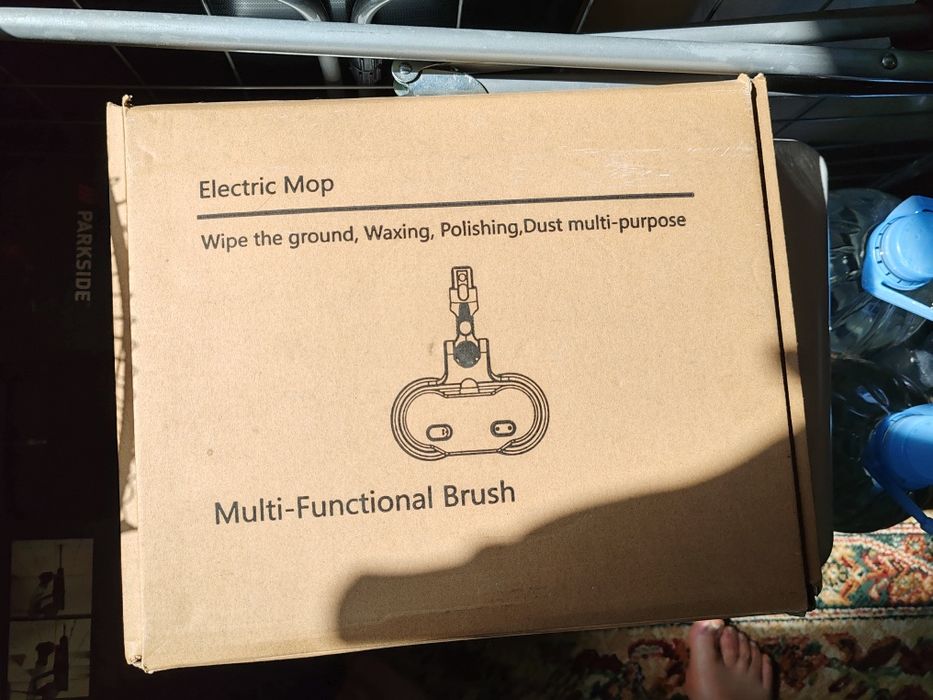 Electric Mop
Wipe the ground, Waxing, Polishing,Dust multi-purpose
Multi-Functional Brush
PARKSIDE